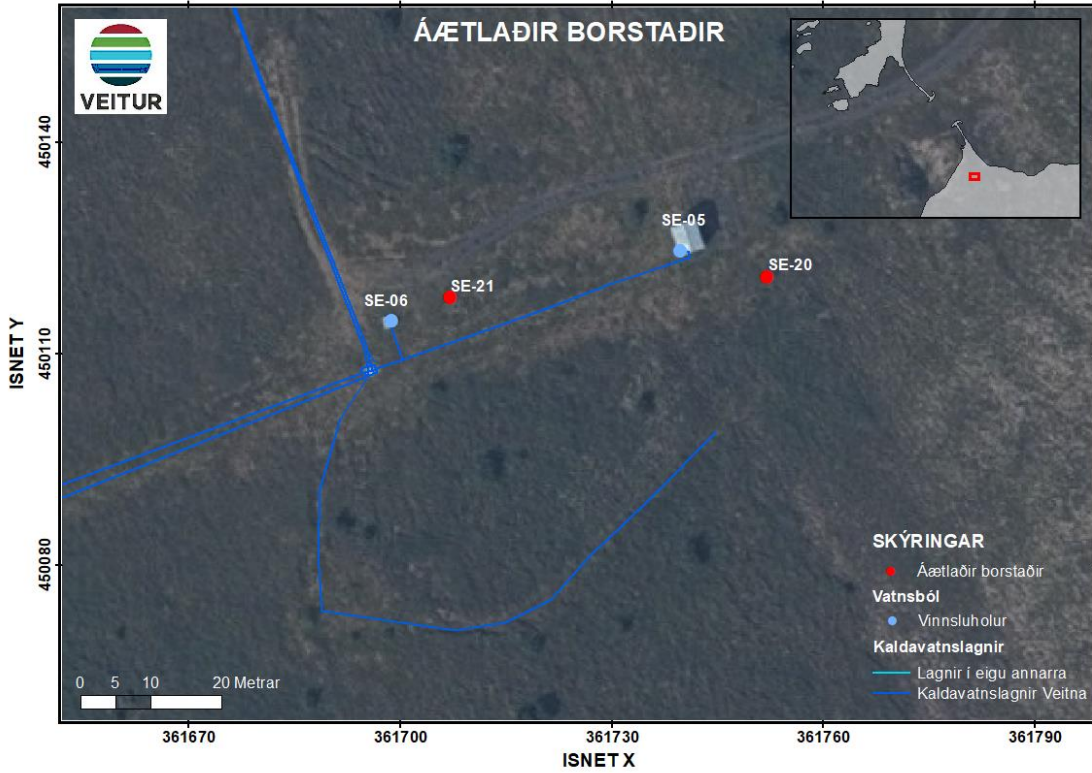 ÁÆTLAÐIR BORSTAÐIR
VEITUR
ISNET Y
450140
450110
450080
SE-05
SE-20
SE-21
SE-06
SKÝRINGAR
Áætlaðir borstaðir
Vatnsból
Vinnsluholur
Kaldavatnslagnir
Lagnir í eigu annarra
Kaldavatnslagnir Veitna
0 5 10 20 Metrar
361670 361700 361730 361760 361790
ISNET X